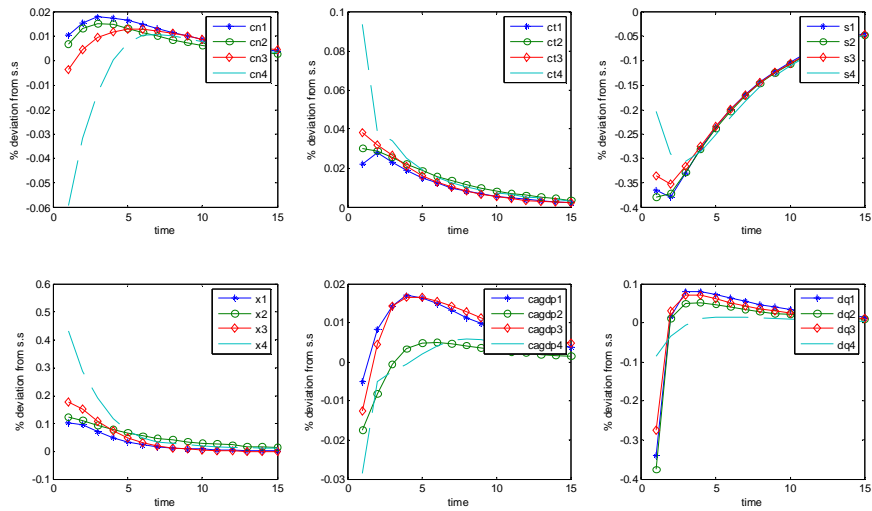 0.02
0.01
0
0.01
0.02
0.03
0.04
0.05
0.06
% deviation from s.s
0 5 10 15
time
cn1
cn2
cn3
cn4
0.1
0.08
0.06
0.04
0.02
0
% deviation from s.s
0 5 10 15
time
ct1
ct2
ct3
ct4
0
-0.05
-0.1
-0.15
-0.2
-0.25
-0.3
-0.35
-0.4
% deviation from s.s
0 5 10 15
time
s1
s2
s3
s4
0.6
0.5
0.4
0.3
0.2
0.1
0
-0.1
% deviation from s.s
0 5 10 15
time
x1
x2
x3
x4
0.02
0.01
0
0.01
0.02
0.03
% deviation from s.s
0 5 10 15
time
cagdp1
cagdp2
cagdp3
cagdp4
0.1
0
-0.1
-0.2
-0.3
-0.4
% deviation from s.s
0 5 10 15
time
dq1
dq2
dq3
dq4